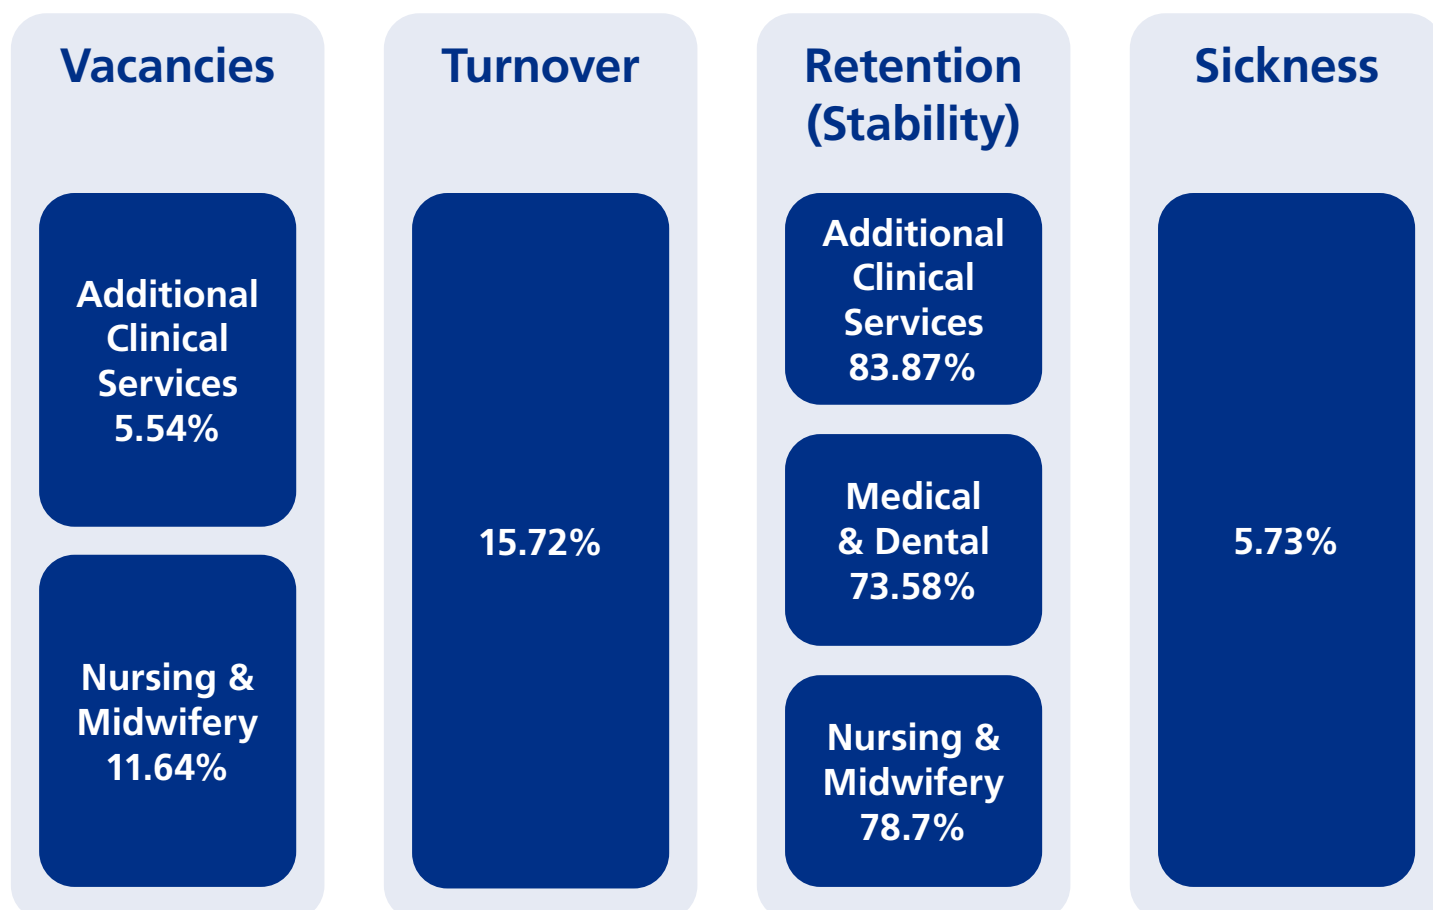 Vacancies
Additional
Clinical
Services
5.54%
Nursing &
Midwifery
11.64%
Turnover
15.72%
Retention
(Stability)
Additional
Clinical
Services
83.87%
Medical
& Dental
73.58%
Nursing &
Midwifery
78.7%
Sickness
5.73%